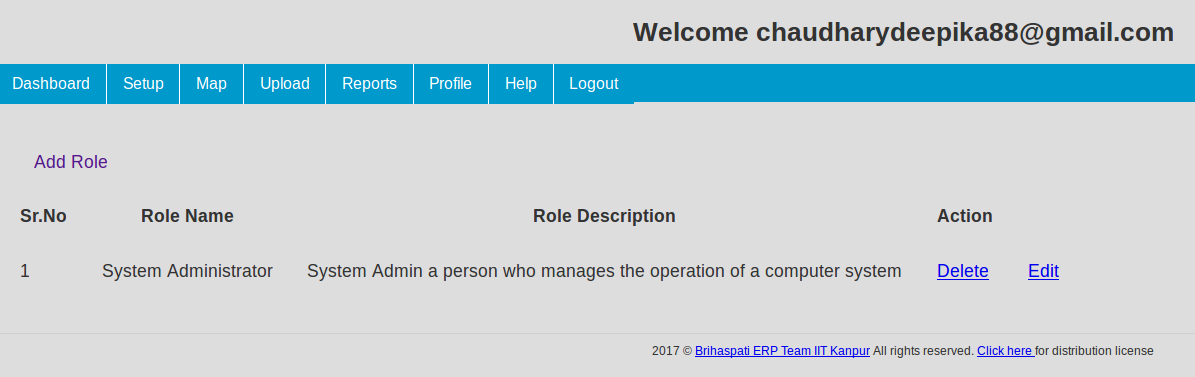 Welcome chaudharydeepika88@gmail.com
Dashboard Setup Map Upload Reports Profile Help Logout
Add Role
Sr.No Role Name Role Description Action
1 System Administrator System Admin a person who manages the operation of a computer system Delete Edit
2017 © Brihaspati ERP Team IIT Kanpur All rights reserved. Click here for distribution license